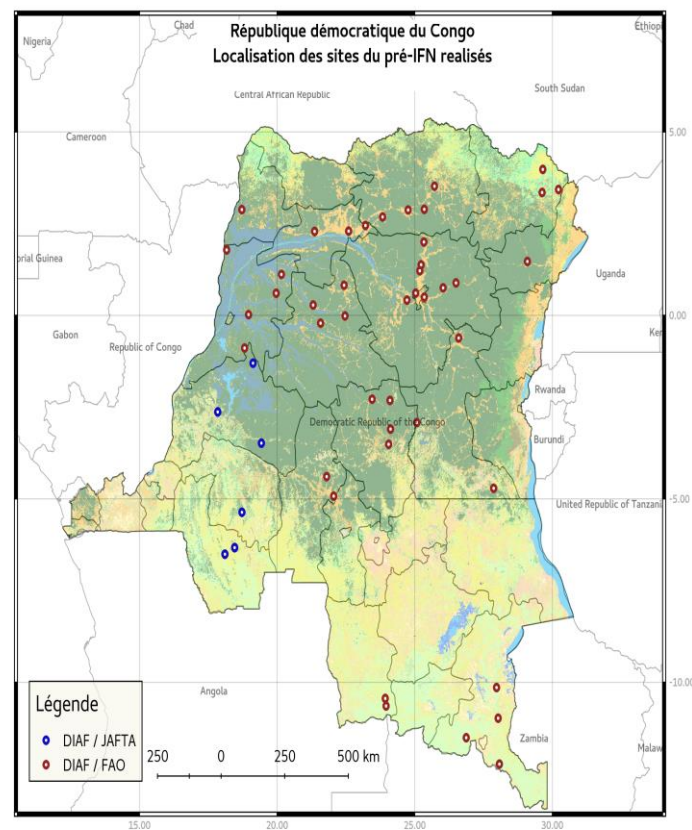 République démocratique du Congo
Localisation des sites du pré-IFN realisés
Chad
Ethiop
Nigeria
South Sudan
Central African Republic
5.00
Cameroon
orial Guinea
Uganda
0.00
Gabon
Republic of Congo
Ken
Rwanda
Democratic Republic of the Congo
Burundi
-5.00
United Republic of Tanzani
-10.00
Angola
Légende
DIAF / JAFTA
DIAF / FAO
250 0 250 500 km
Zambia
Malaw
15.00 20.00 25.00 30.00